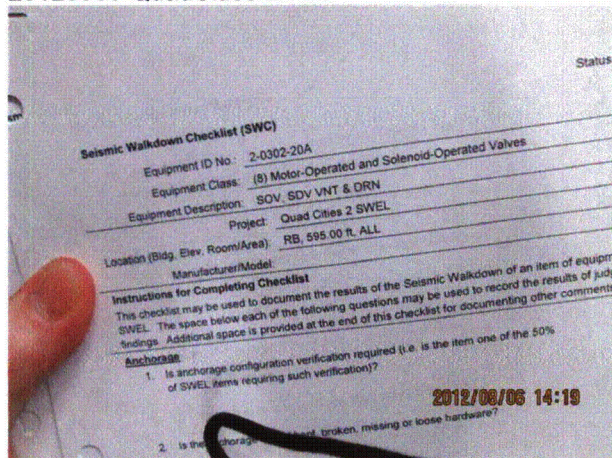 Status
Seismic Walkdown Checklist (SWC)
Equipment ID No.: 2-0302-20A
Equipment Class: (8) Motor-Operated and Solenoid-Operated Valves
Equipment Description: SOV, SDV VNT & DRN
Project: Quad Cities 2 SWEL
Location (Bldg, Elev, Room/Area): RB, 595.00 ft, ALL
Manufacturer/Model:
Instructions for Completing Checklist
This checklist may be used to document the results of the Seismic Walkdown of an item of equipm
SWEL. The space below each of the following questions may be used to record the results of judg
findings. Additional space is provided at the end of this checklist for documenting other comments
Anchorage
1. Is anchorage configuration verification required (i.e. is the item one of the 50%
of SWEL items requiring such verification)?
2012/08/06 14:19
2. Is the broken, missing or loose hardware?